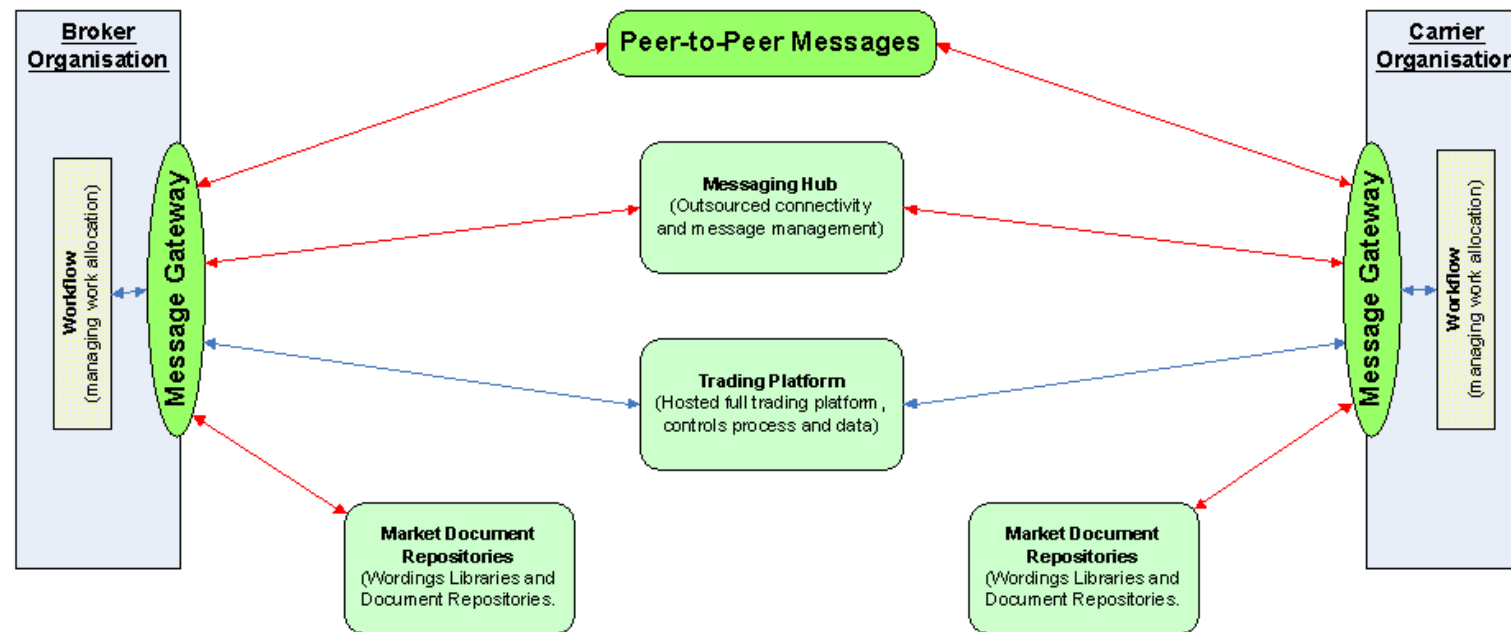 Broker
Organisation
Peer-to-Peer Messages
Carrier
Organisation
Workflow
(managing work allocation)
Message Gateway
Messaging Hub
(Outsourced connectivity
and message management)
Trading Platform
(Hosted full trading platform ,
controls process and data)
Message Gateway
Workflow
(managing work allocation)
Market Document
Repositories
(Wordings Libraries and
Document Repositories.
Market Document
Repositories
(Wordings Libraries and
Document Repositories.